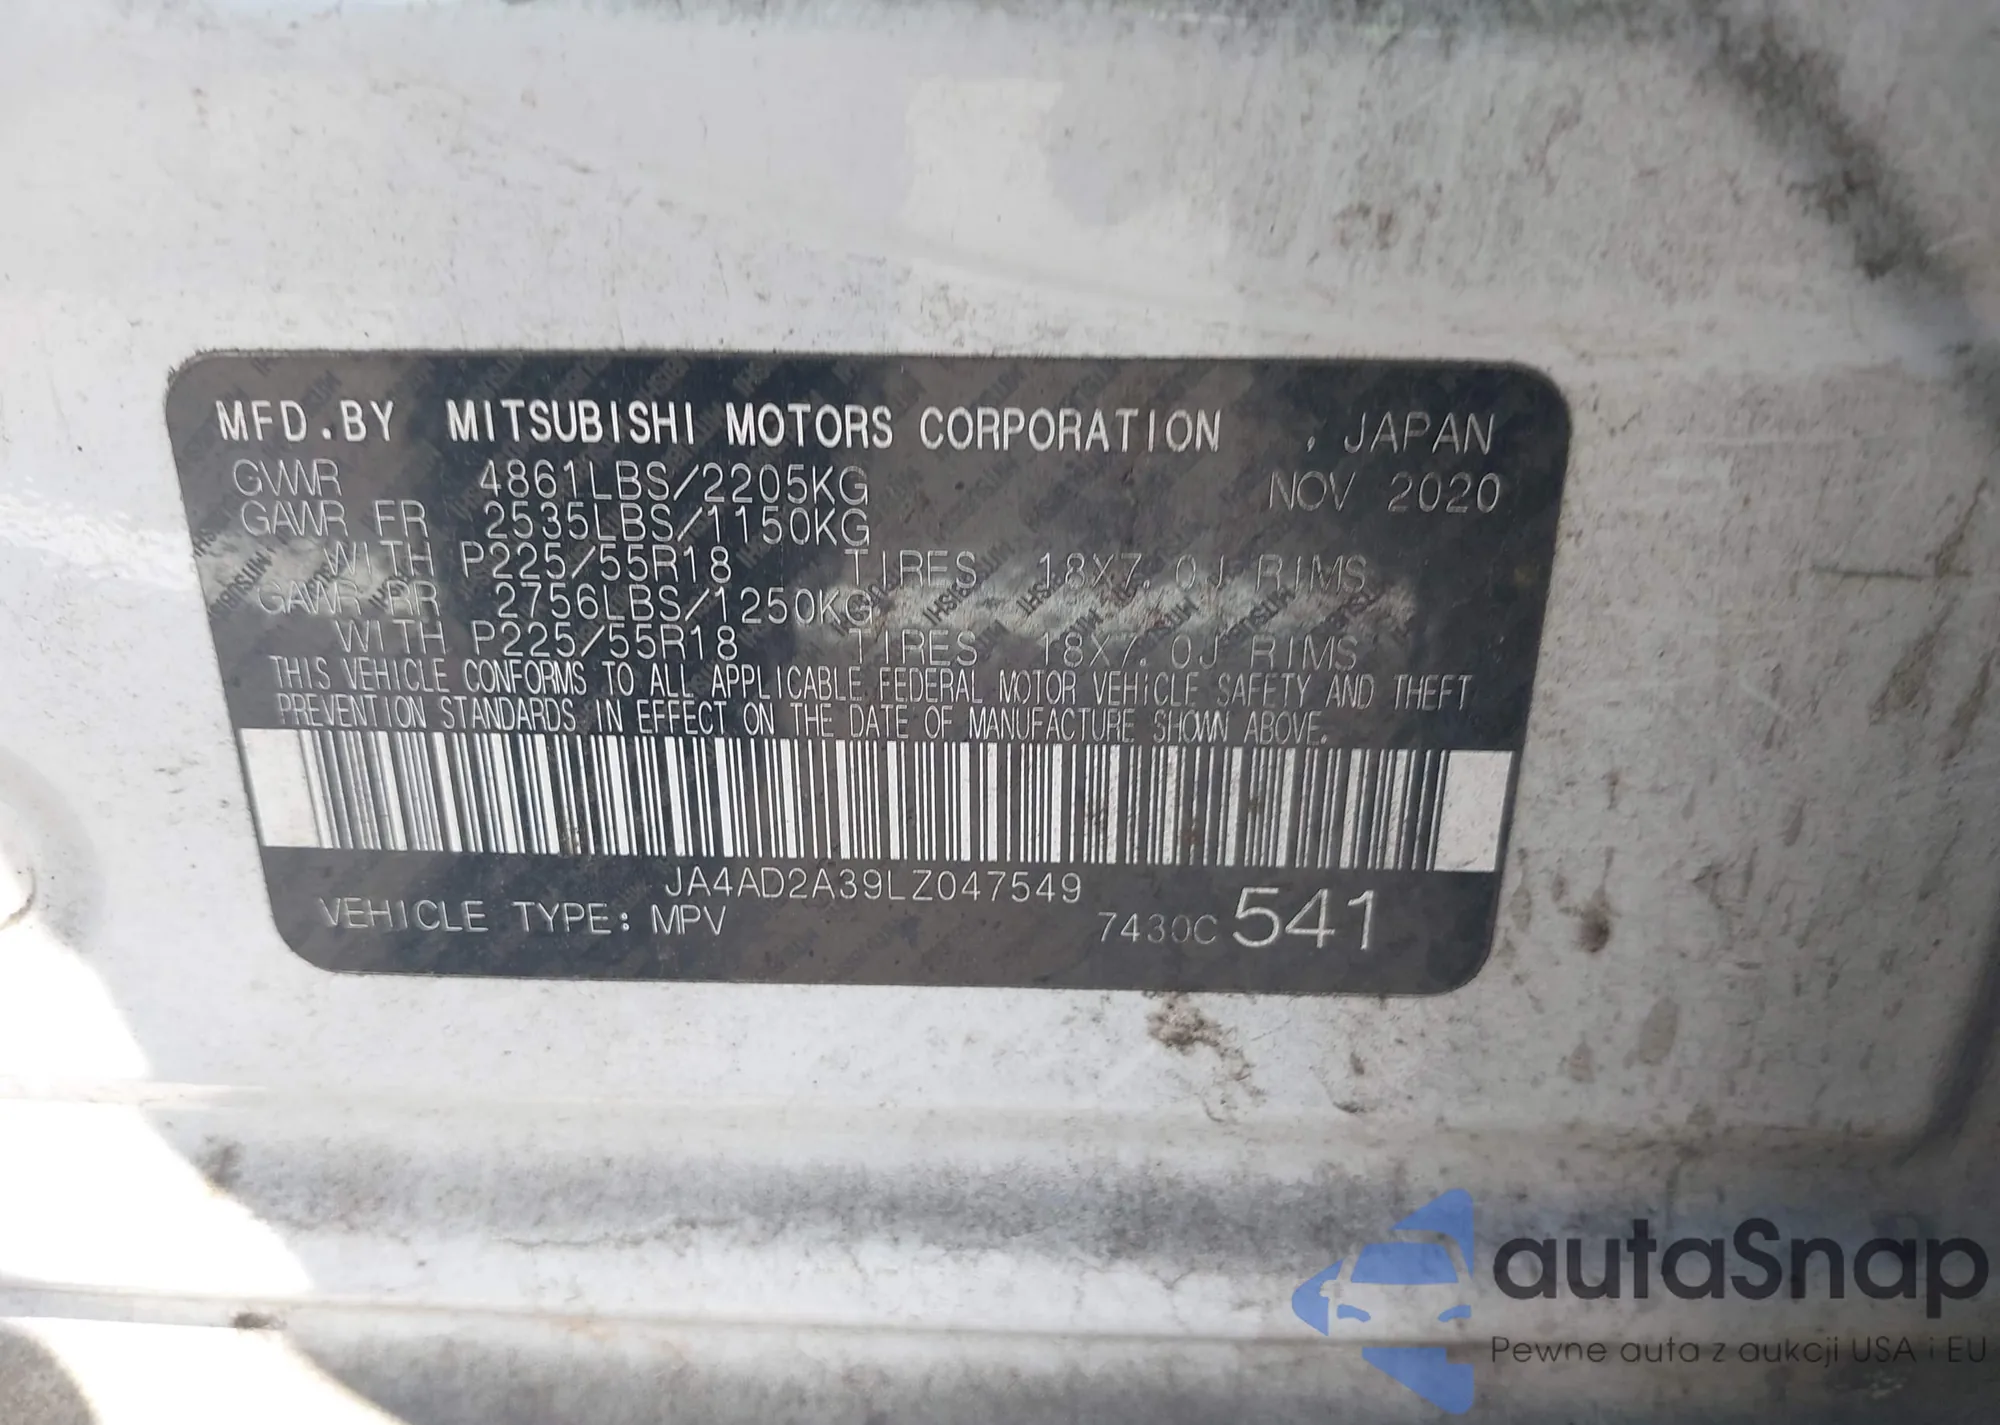 MFD.BY MITSUBISHI MOTORS CORPORATION , JAPAN
GVWR 4861LBS/2205KG NOV 2020
GAWR FR 2535LBS/1150KG
WITH P225/55R18 TIRES 18X7.0J RIMS
GAWR RR 2756LBS/1250KG
WITH P225/55R18 TIRES 18X7.0J RIMS
THIS VEHICLE CONFORMS TO ALL APPLICABLE FEDERAL MOTOR VEHICLE SAFETY AND THEFT
PREVENTION STANDARDS IN EFFECT ON THE DATE OF MANUFACTURE SHOWN ABOVE.
JA4AD2A39LZ047549
VEHICLE TYPE: MPV 7430C 541
autaSnap
Pewne auta z aukcji USA i EU